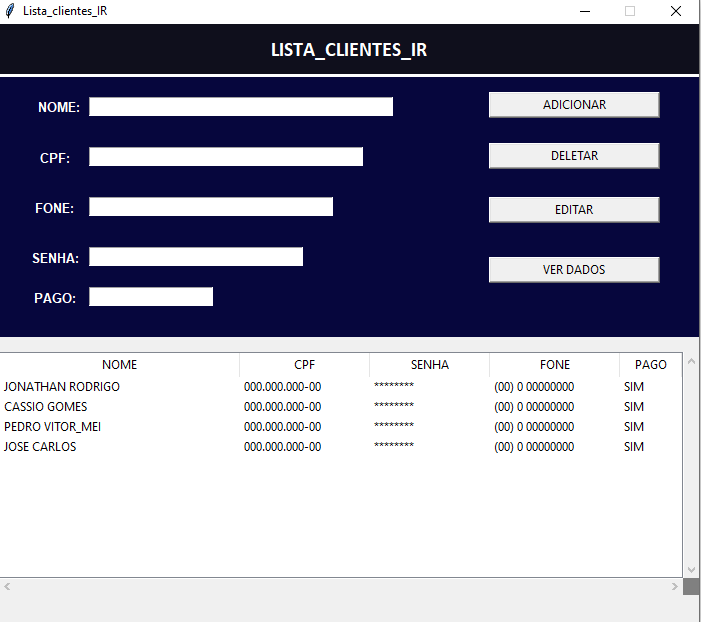 Lista_clientes_IR
LISTA_CLIENTES_IR
NOME:
ADICIONAR
CPF:
DELETAR
FONE:
EDITAR
SENHA:
VER DADOS
PAGO:
NOME CPF SENHA FONE PAGO
JONATHAN RODRIGO 000.000.000-00 ******** (00) 0 00000000 SIM
CASSIO GOMES 000.000.000-00 ******** (00) 0 00000000 SIM
PEDRO VITOR_MEI 000.000.000-00 ******** (00) 0 00000000 SIM
JOSE CARLOS 000.000.000-00 ******** (00) 0 00000000 SIM